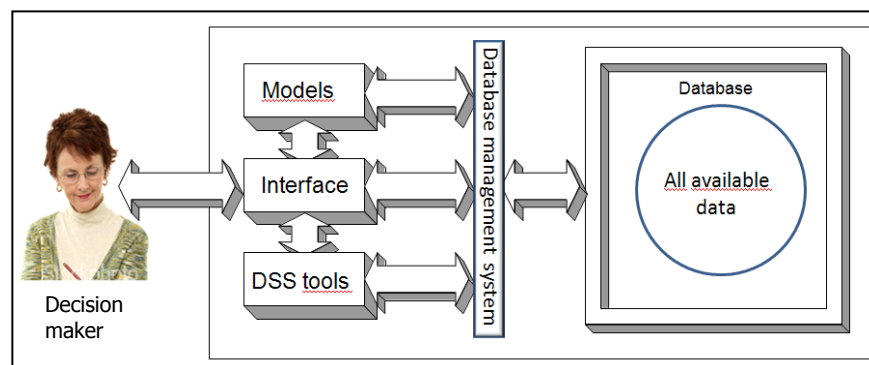 Models
Interface
DSS tools
Database management system
Database
All available
data
Decision
maker